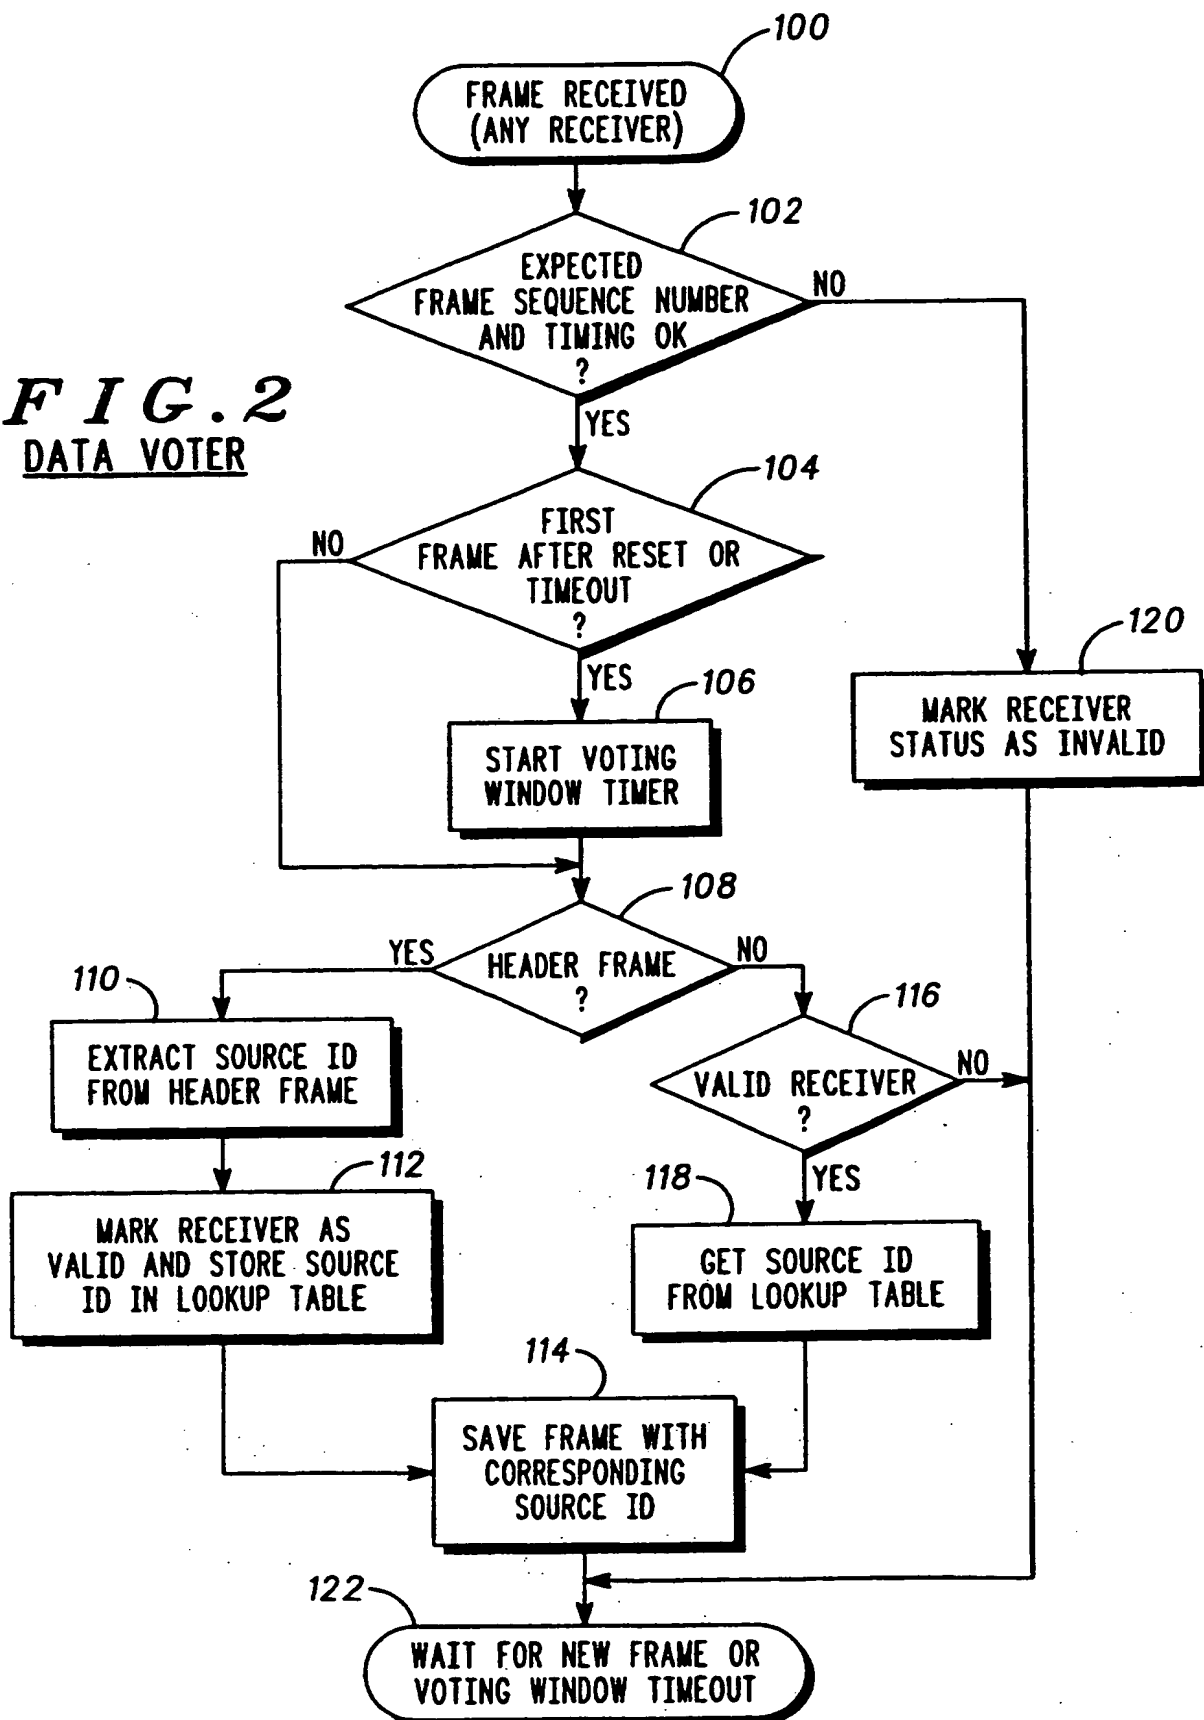 100
FRAME RECEIVED
(ANY RECEIVER)
102
EXPECTED
FRAME SEQUENCE NUMBER
AND TIMING OK
?
NO
YES
FIG.2
DATA VOTER
104
FIRST
FRAME AFTER RESET OR
TIMEOUT
?
NO
YES
106
START VOTING
WINDOW TIMER
120
MARK RECEIVER
STATUS AS INVALID
108
HEADER FRAME
?
YES
NO
110
EXTRACT SOURCE ID
FROM HEADER FRAME
116
VALID RECEIVER
?
NO
YES
112
MARK RECEIVER AS
VALID AND STORE SOURCE
ID IN LOOKUP TABLE
118
GET SOURCE ID
FROM LOOKUP TABLE
114
SAVE FRAME WITH
CORRESPONDING
SOURCE ID
122
WAIT FOR NEW FRAME OR
VOTING WINDOW TIMEOUT